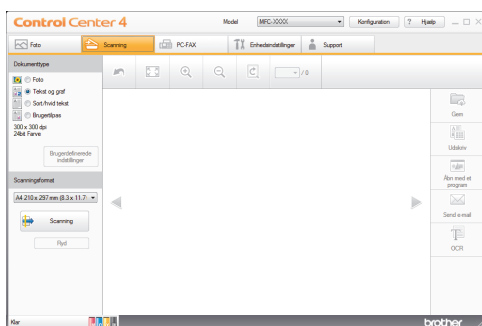 Control Center 4
Model
MFC-XXXX
Konfiguration
?
Hjælp
Foto
Scanning
PC-FAX
Enhedsindstillinger
Support
Dokumenttype
Foto
Tekst og graf
Sort/hvid tekst
Brugertilpas
300 x 300 dpi
24bit Farve
Brugerdefinerede
indstillinger
Scanningsformat
A4 210 x 297 mm (8.3 x 11.7
Scanning
Ryd
/ 0
Gem
Udskriv
Åbn med et
program
Send e-mail
OCR
Klar
brother